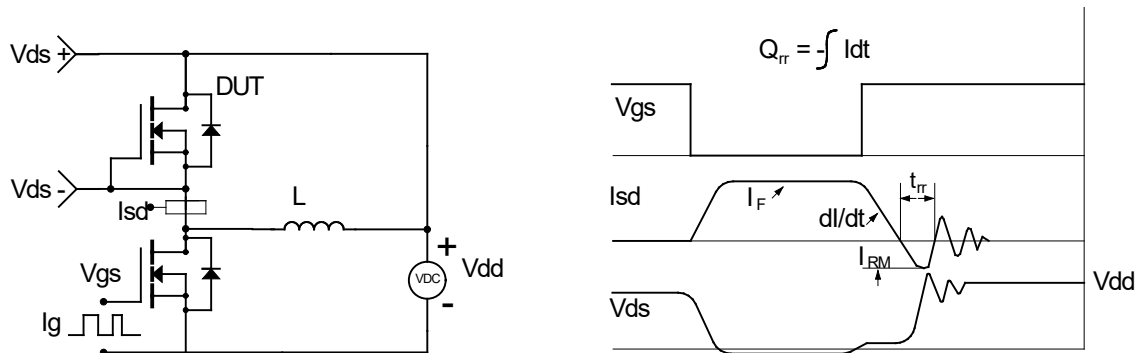 Vds +
DUT
Vds -
Isd
L
Vgs
Ig
+
VDC
-
Vdd
Qrr = -∫ Idt
Vgs
Isd
IF
dI/dt
trr
IRM
Vds
Vdd